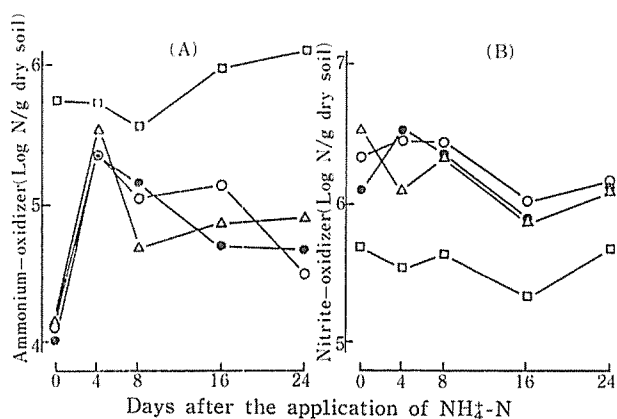 (A)
(B)
Ammonium-oxidizer(Log N/g dry soil)
6
5
4
0 4 8 16 24
Nitrite-oxidizer(Log N/g dry soil)
7
6
5
0 4 8 16 24
Days after the application of NH₄⁺-N